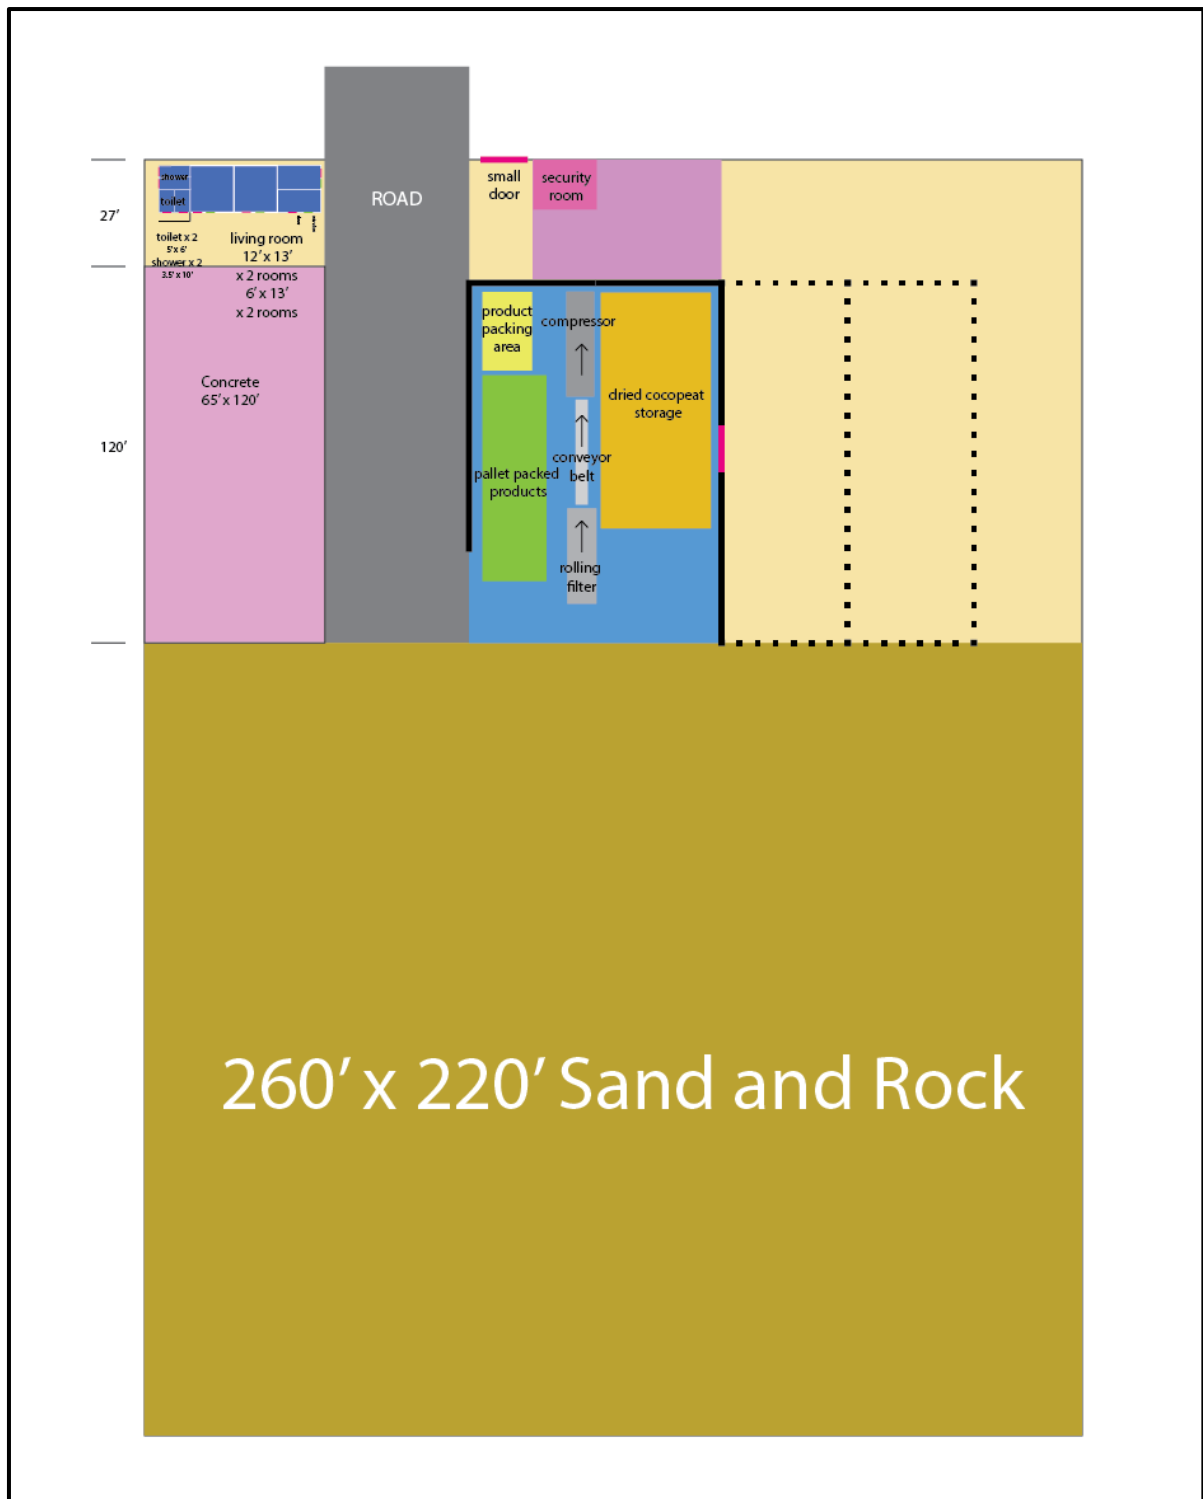 27’
120’
shower
toilet
toilet x 2
5’x 6’
shower x 2
3.5’x 10’
living room
12’x 13’
x 2 rooms
6’x 13’
x 2 rooms
Concrete
65’x 120’
ROAD
small
door
security
room
product
packing
area
compressor
dried cocopeat
storage
pallet packed
products
conveyor
belt
rolling
filter
260’ x 220’ Sand and Rock